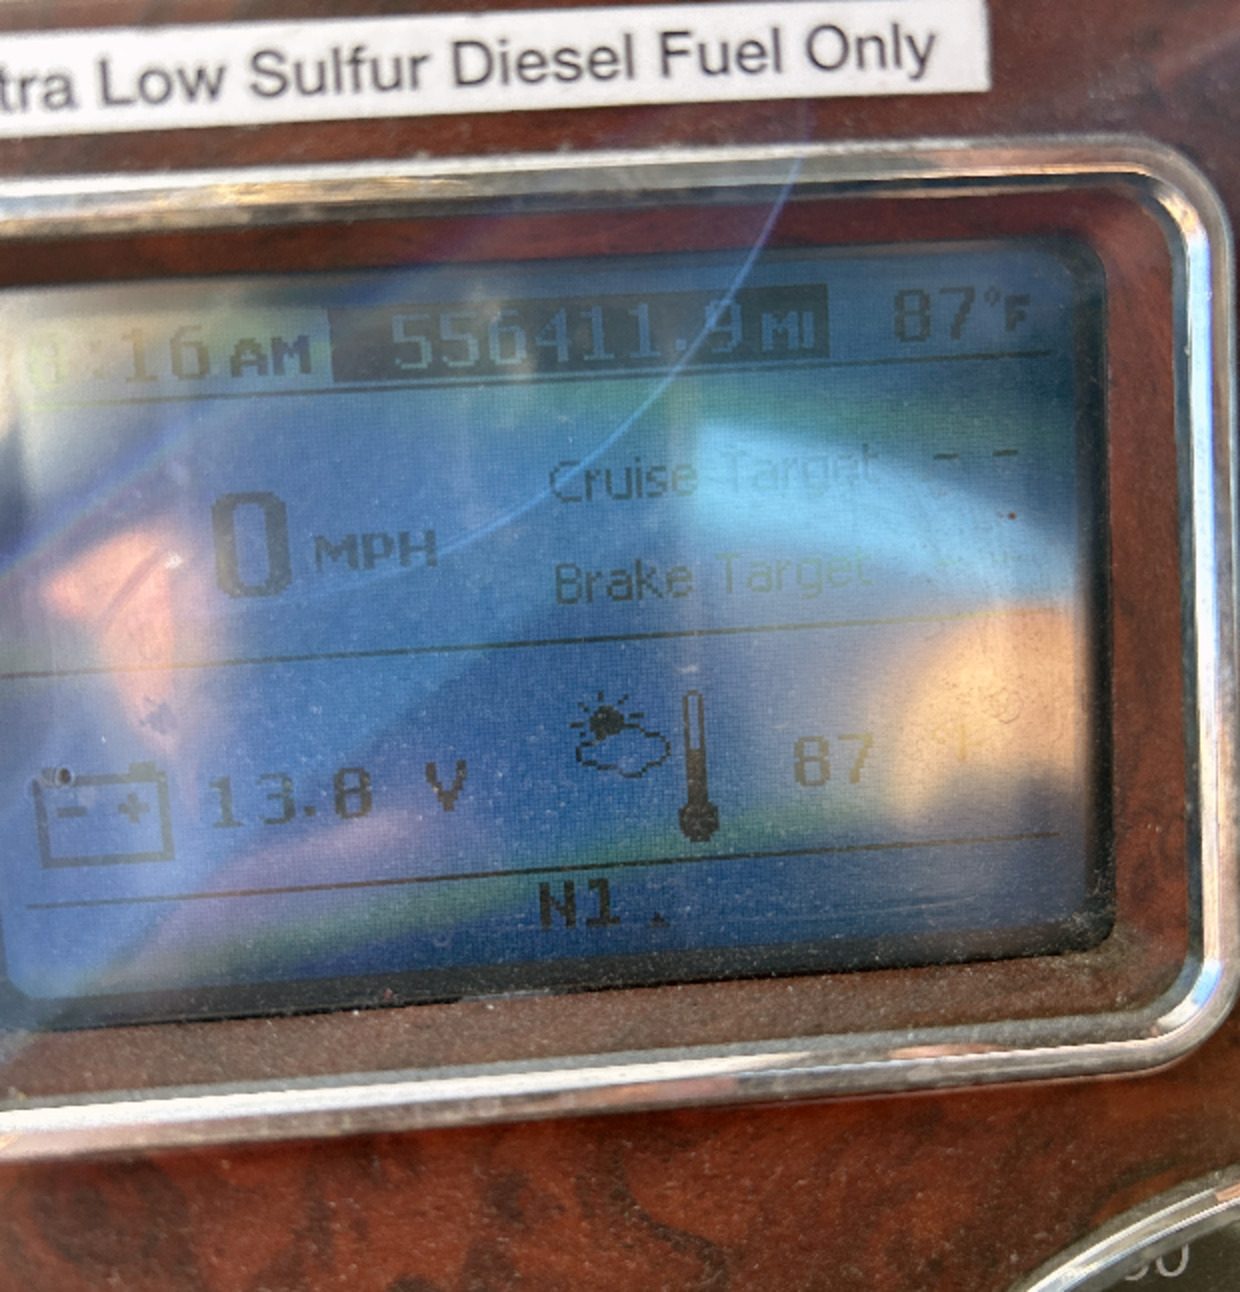 tra Low Sulfur Diesel Fuel Only
8:16 AM 556411.9 MI 87°F
Cruise Target - -
0 MPH
Brake Target - -
- + 13.8 V 87 °F
N1.